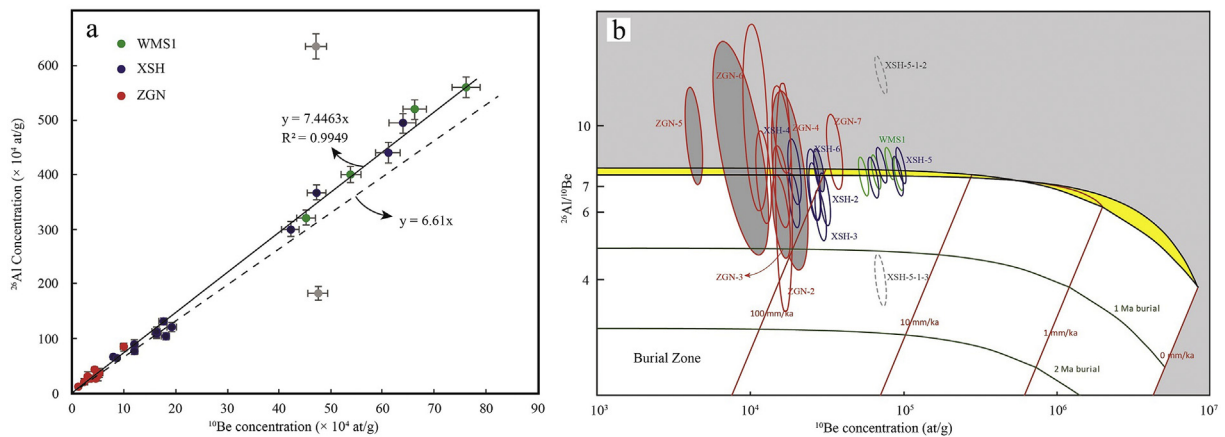 a
WMS1
XSH
ZGN
y = 7.4463x
R² = 0.9949
y = 6.61x
600
500
400
300
200
100
0
0 10 20 30 40 50 60 70 80 90
²⁶Al Concentration (× 10⁴ at/g)
¹⁰Be concentration (× 10⁴ at/g)
b
XSH-5-1-2
ZGN-6
ZGN-5
XSH-4
ZGN-4
ZGN-7
XSH-6
WMS1
XSH-5
XSH-2
XSH-3
ZGN-3
ZGN-2
XSH-5-1-3
100 mm/ka
10 mm/ka
1 mm/ka
0 mm/ka
1 Ma burial
2 Ma burial
Burial Zone
10
7
6
4
²⁶Al/¹⁰Be
10³ 10⁴ 10⁵ 10⁶ 10⁷
¹⁰Be concentration (at/g)